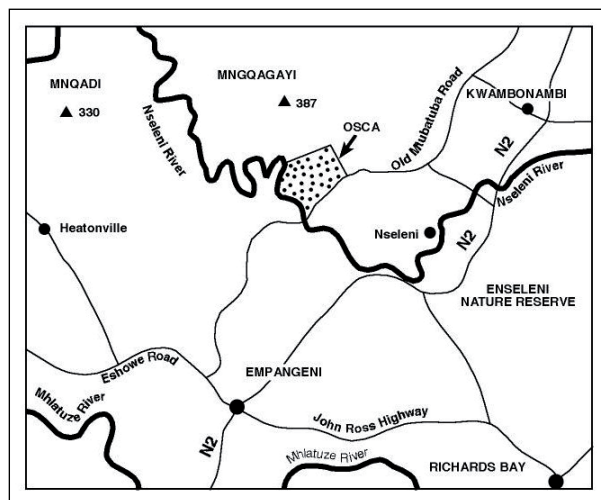 MNQADI
330
MNGQAGAYI
387
OSCA
Nseleni River
Old Mtubatuba Road
KWAMBONAMBI
N2
Nseleni River
Heatonville
Nseleni
N2
ENSELENI
NATURE RESERVE
Eshowe Road
EMPANGENI
Mhlatuze
River
N2
John Ross Highway
Mhlatuze River
RICHARDS BAY